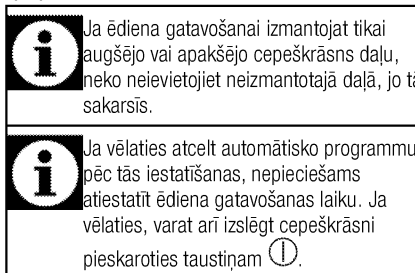 Ja ēdiena gatavošanai izmantojat tikai
augšējo vai apakšējo cepeškrāsns daļu,
neko neievietojiet neizmantotajā daļā, jo tā
sakarsīs.
Ja vēlaties atcelt automātisko programmu
pēc tās iestatīšanas, nepieciešams
atiestatīt ēdiena gatavošanas laiku. Ja
vēlaties, varat arī izslēgt cepeškrāsni
pieskaroties taustiņam ⏼.